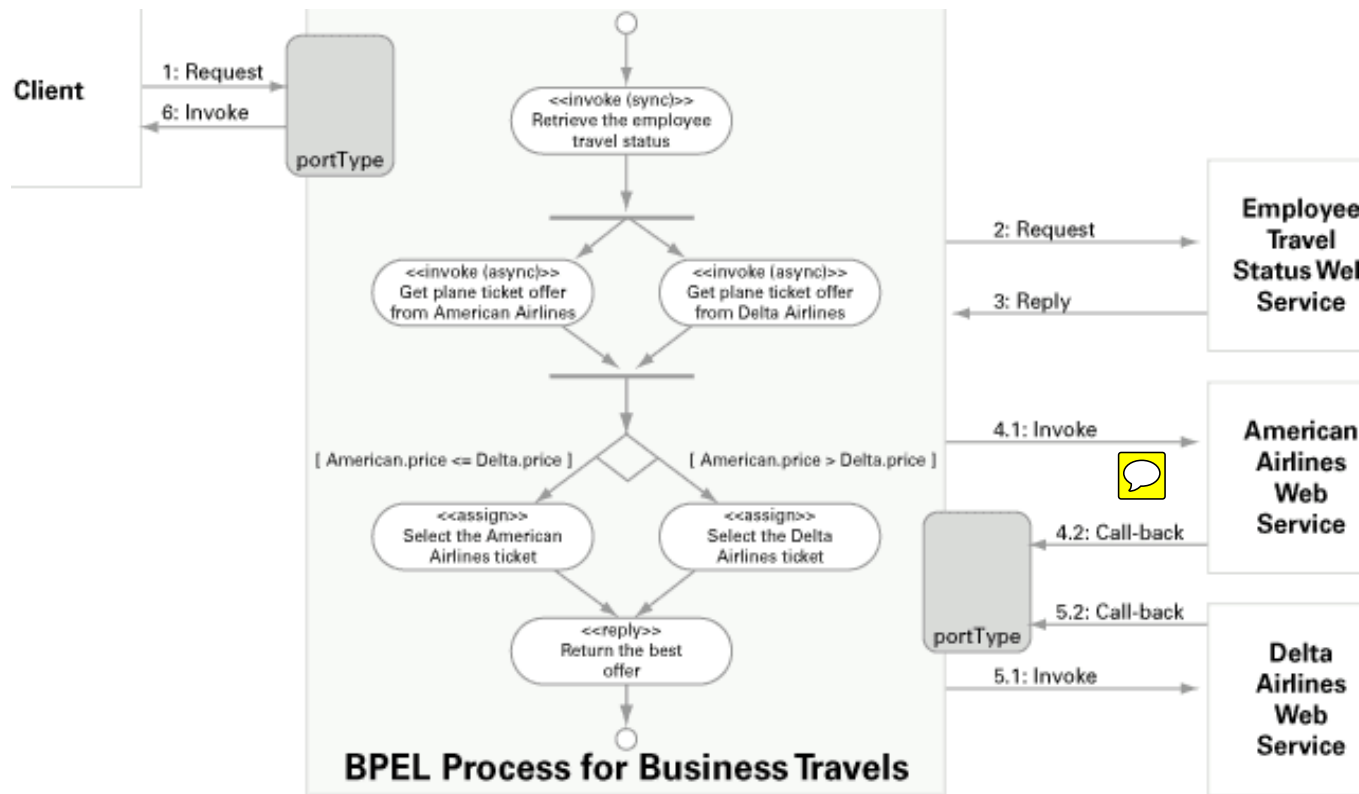 Client
1: Request
6: Invoke
portType
<<invoke (sync)>>
Retrieve the employee
travel status
<<invoke (async)>>
Get plane ticket offer
from American Airlines
<<invoke (async)>>
Get plane ticket offer
from Delta Airlines
[ American.price <= Delta.price ]
[ American.price > Delta.price ]
<<assign>>
Select the American
Airlines ticket
<<assign>>
Select the Delta
Airlines ticket
<<reply>>
Return the best
offer
BPEL Process for Business Travels
2: Request
3: Reply
Employee
Travel
Status Web
Service
4.1: Invoke
4.2: Call-back
American
Airlines
Web
Service
portType
5.2: Call-back
5.1: Invoke
Delta
Airlines
Web
Service